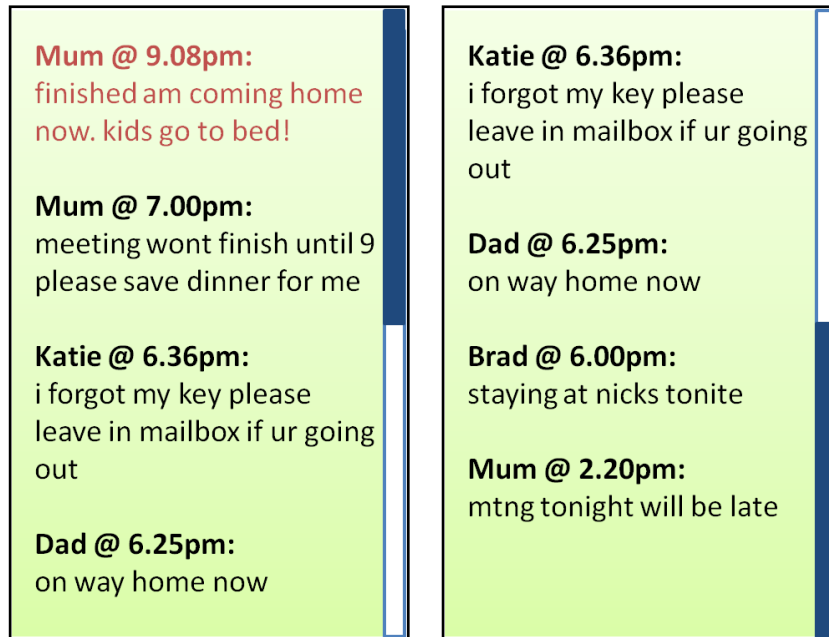 Mum @ 9.08pm:
finished am coming home
now. kids go to bed!
Mum @ 7.00pm:
meeting wont finish until 9
please save dinner for me
Katie @ 6.36pm:
i forgot my key please
leave in mailbox if ur going
out
Dad @ 6.25pm:
on way home now
Katie @ 6.36pm:
i forgot my key please
leave in mailbox if ur going
out
Dad @ 6.25pm:
on way home now
Brad @ 6.00pm:
staying at nicks tonite
Mum @ 2.20pm:
mtng tonight will be late